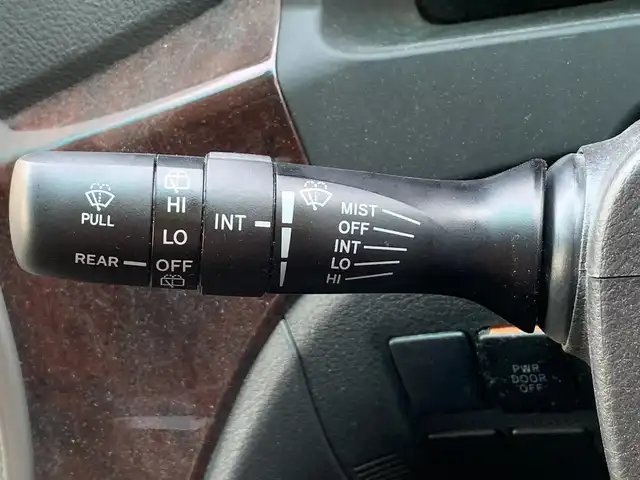 PULL
REAR
HI
LO
OFF
INT
MIST
OFF
INT
LO
HI
PWR
DOOR
OFF